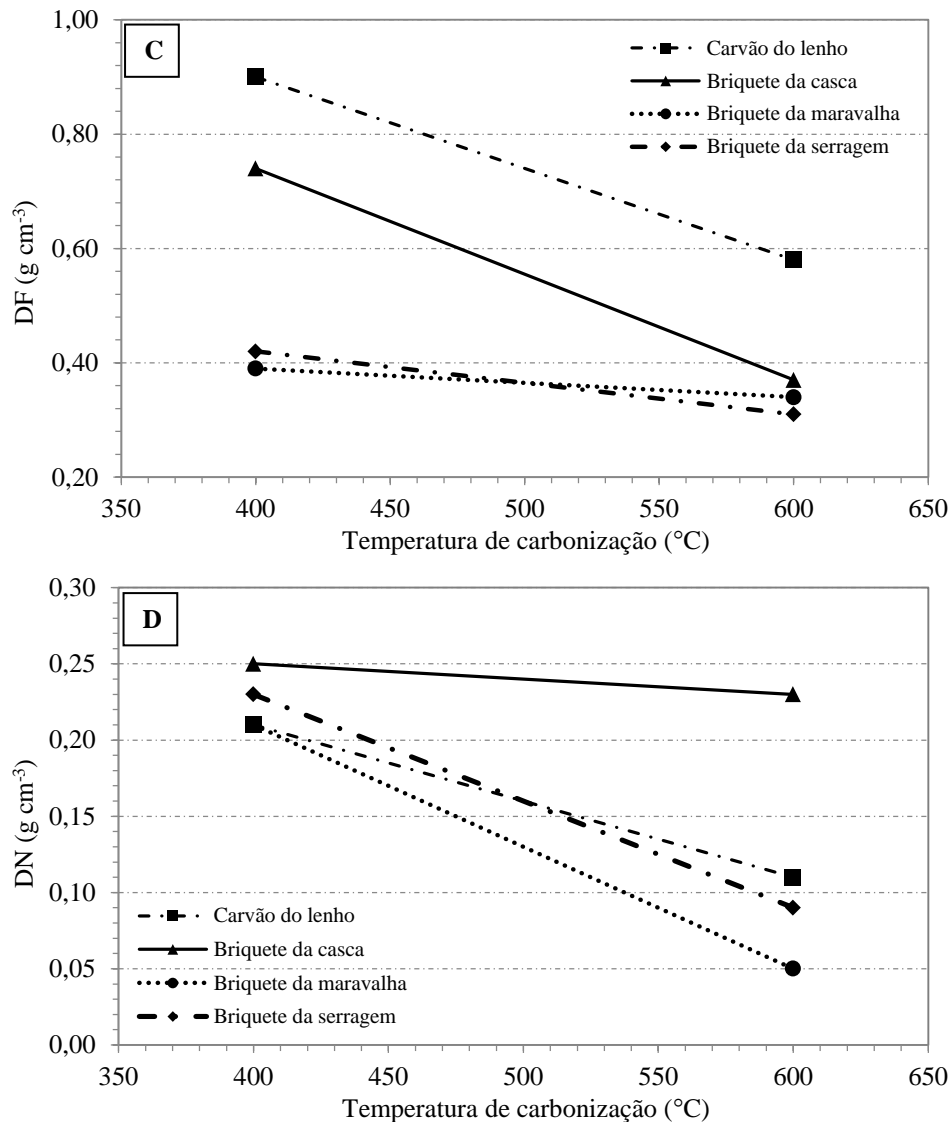 1,00
C
Carvão do lenho
Briquete da casca
Briquete da maravalha
Briquete da serragem
0,80
0,60
0,40
0,20
DF (g cm-3)
350 400 450 500 550 600 650
Temperatura de carbonização (°C)
0,30
D
0,25
0,20
0,15
0,10
0,05
0,00
DN (g cm-3)
Carvão do lenho
Briquete da casca
Briquete da maravalha
Briquete da serragem
350 400 450 500 550 600 650
Temperatura de carbonização (°C)